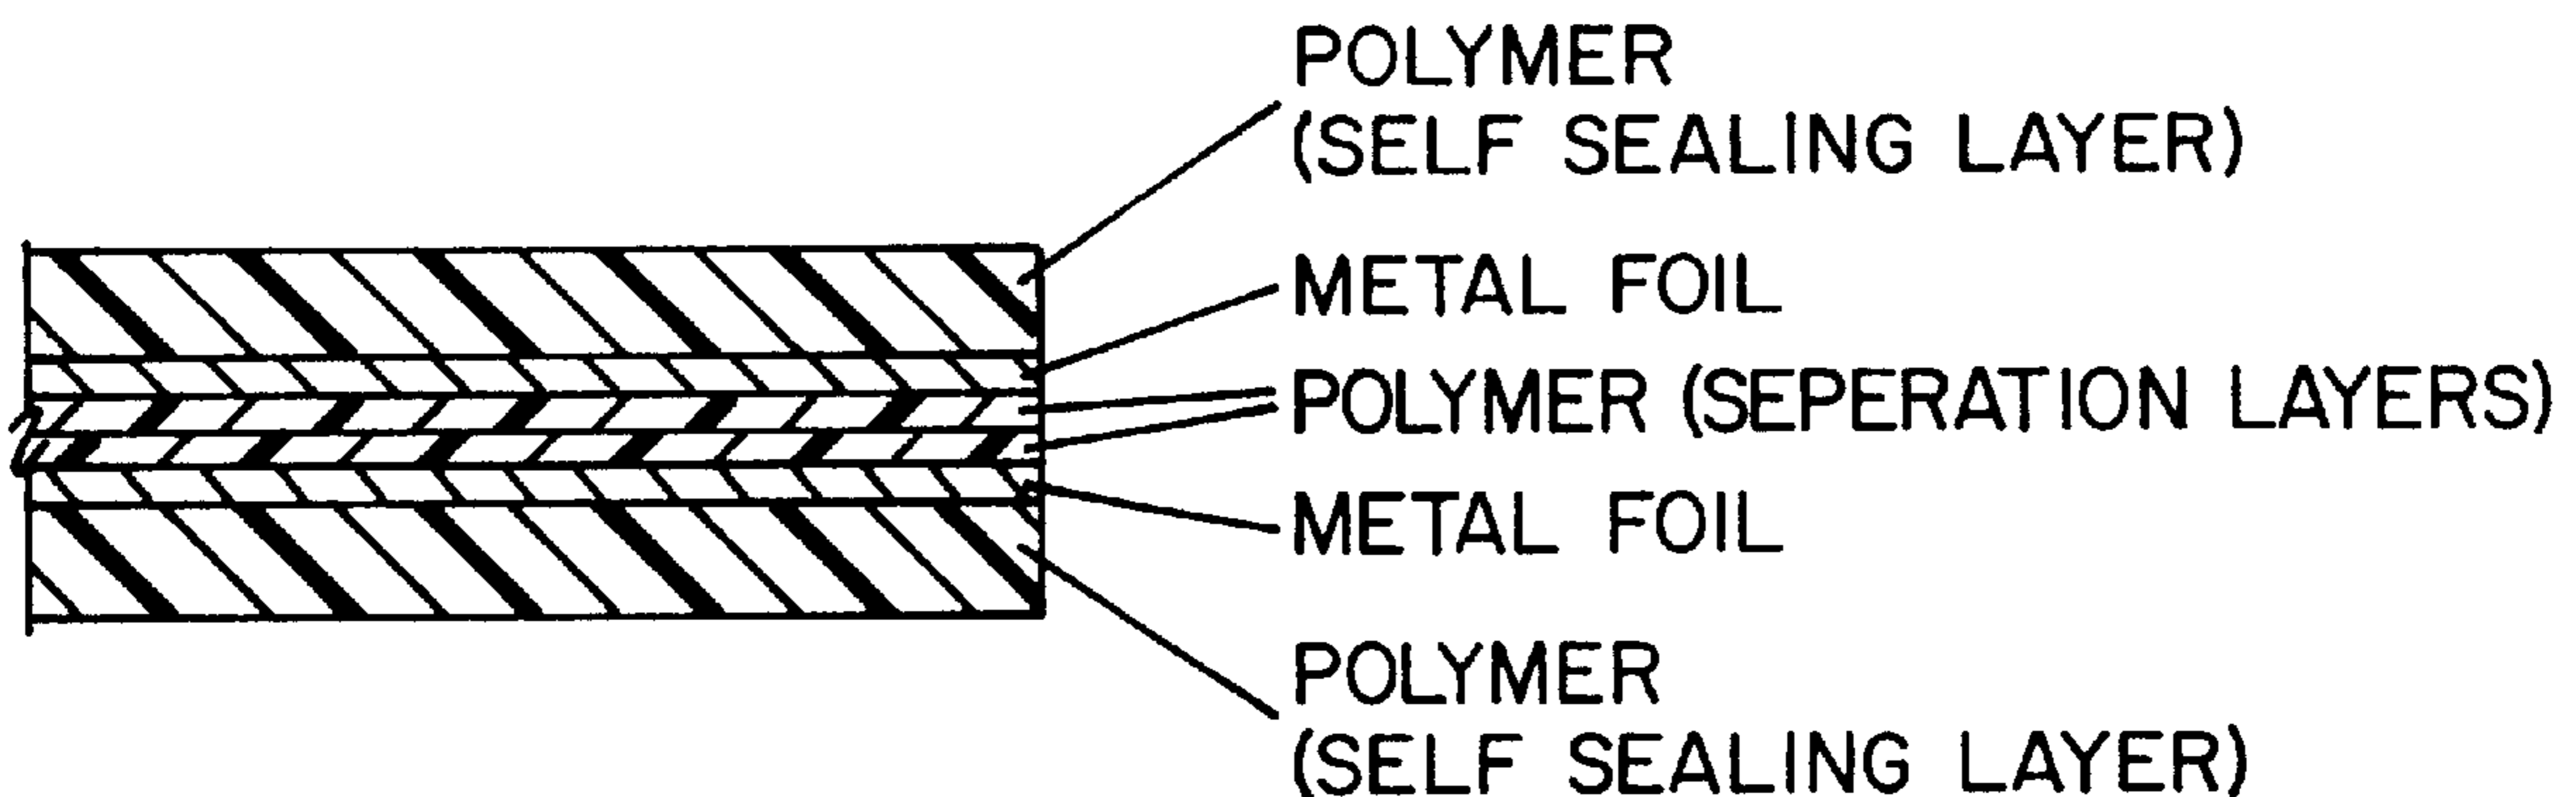 POLYMER
(SELF SEALING LAYER)
METAL FOIL
POLYMER (SEPERATION LAYERS)
METAL FOIL
POLYMER
(SELF SEALING LAYER)